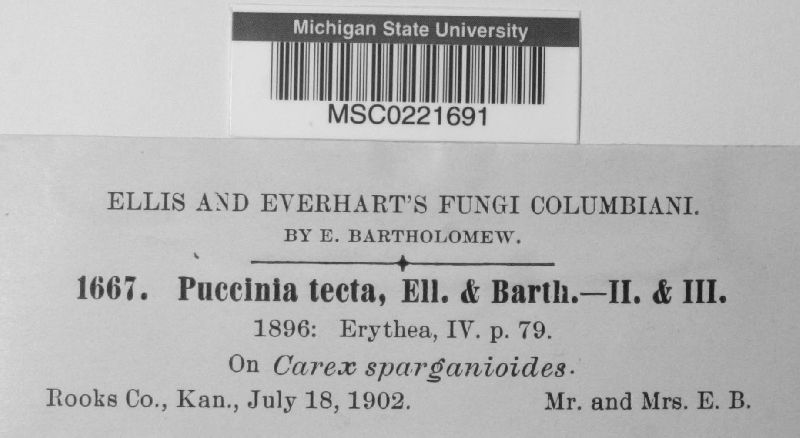 Michigan State University
MSC0221691
ELLIS AND EVERHART'S FUNGI COLUMBIANI.
BY E. BARTHOLOMEW.
1667. Puccinia tecta, Ell. & Barth.—II. & III.
1896: Erythea, IV. p. 79.
On Carex sparganioides.
Rooks Co., Kan., July 18, 1902. Mr. and Mrs. E. B.